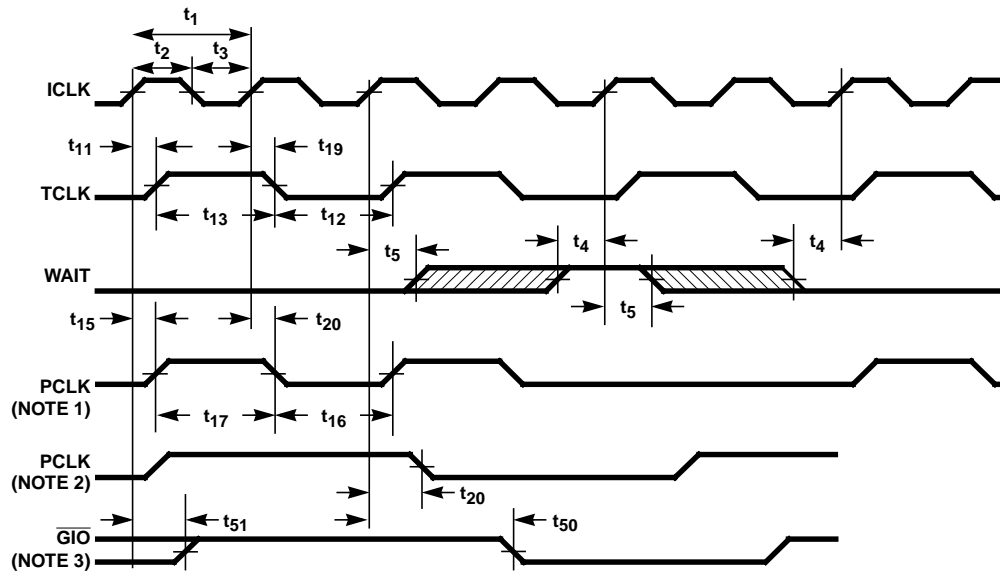 t1
t2 t3
ICLK
t11 t19
TCLK
t13 t12
t5 t4 t4
WAIT
t5
t15 t20
PCLK
(NOTE 1)
t17 t16
PCLK
(NOTE 2)
t20
t51 t50
GIO
(NOTE 3)